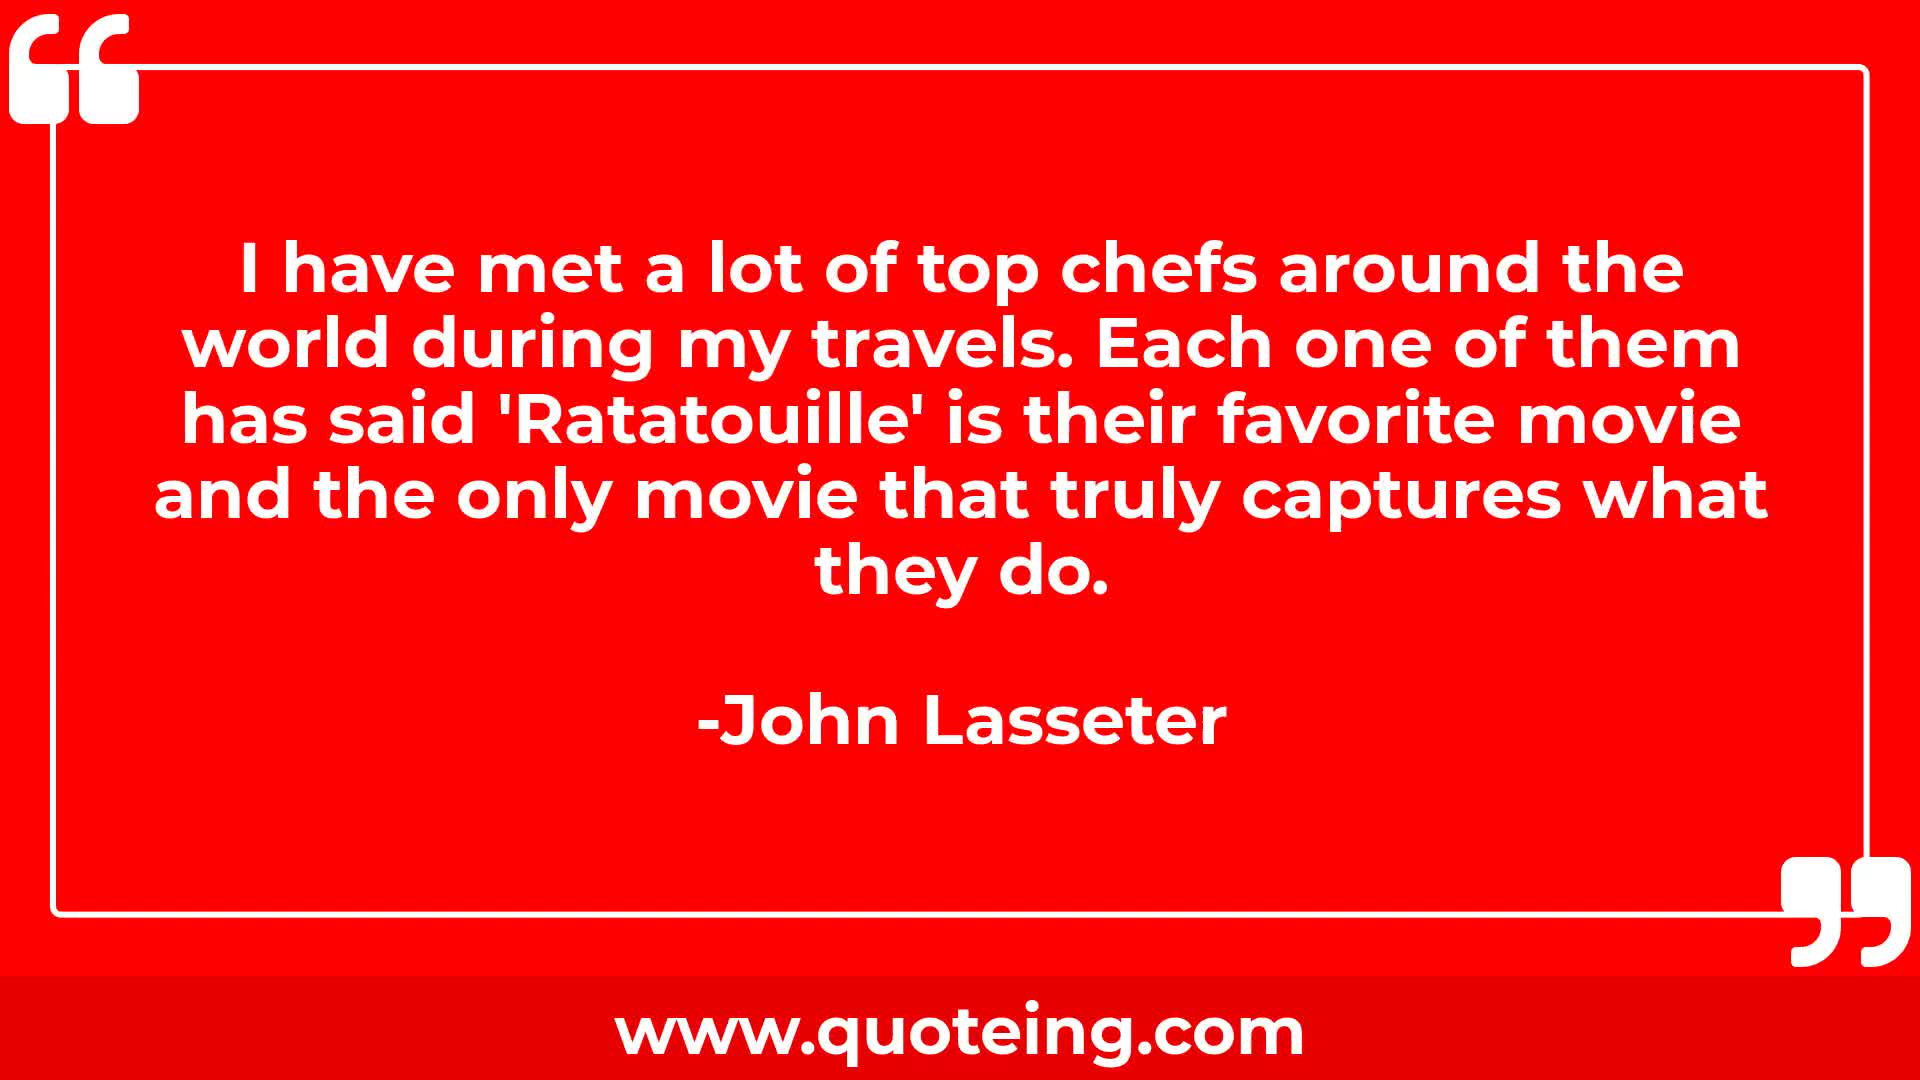 I have met a lot of top chefs around the
world during my travels. Each one of them
has said 'Ratatouille' is their favorite movie
and the only movie that truly captures what
they do.
-John Lasseter
www.quoteing.com